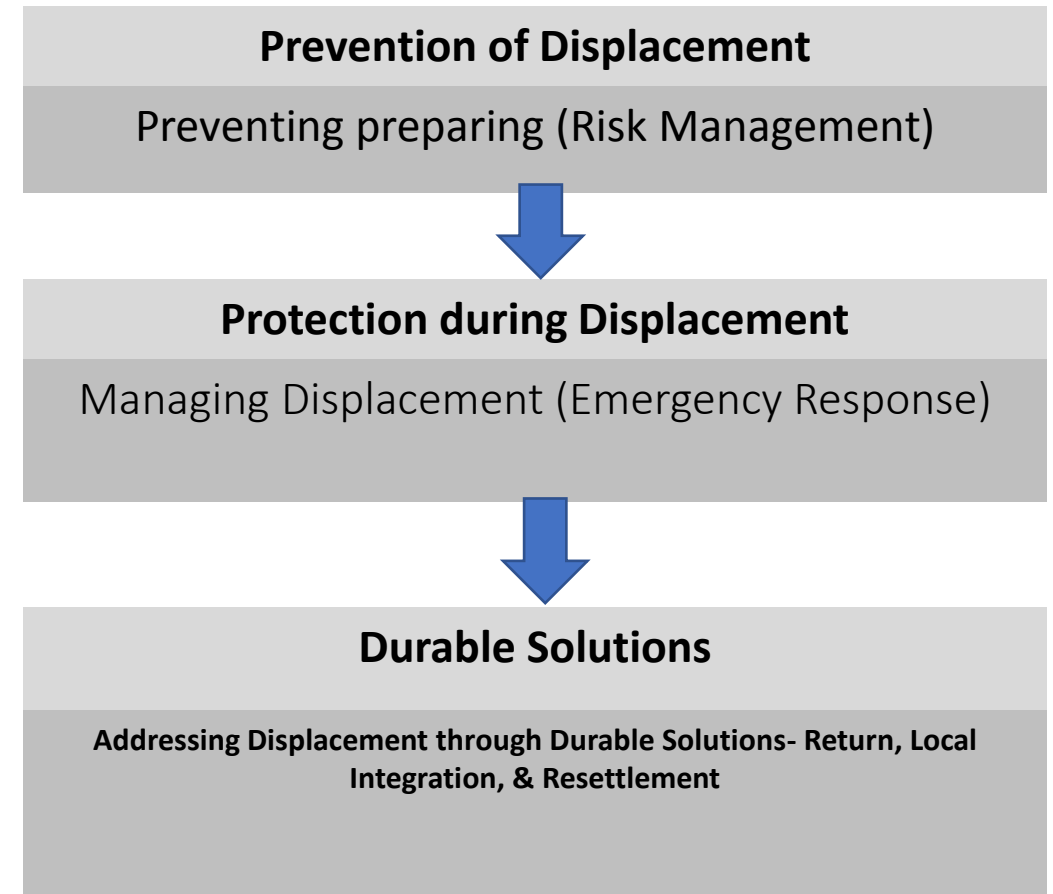 Prevention of Displacement
Preventing preparing (Risk Management)
Protection during Displacement
Managing Displacement (Emergency Response)
Durable Solutions
Addressing Displacement through Durable Solutions- Return, Local
Integration, & Resettlement